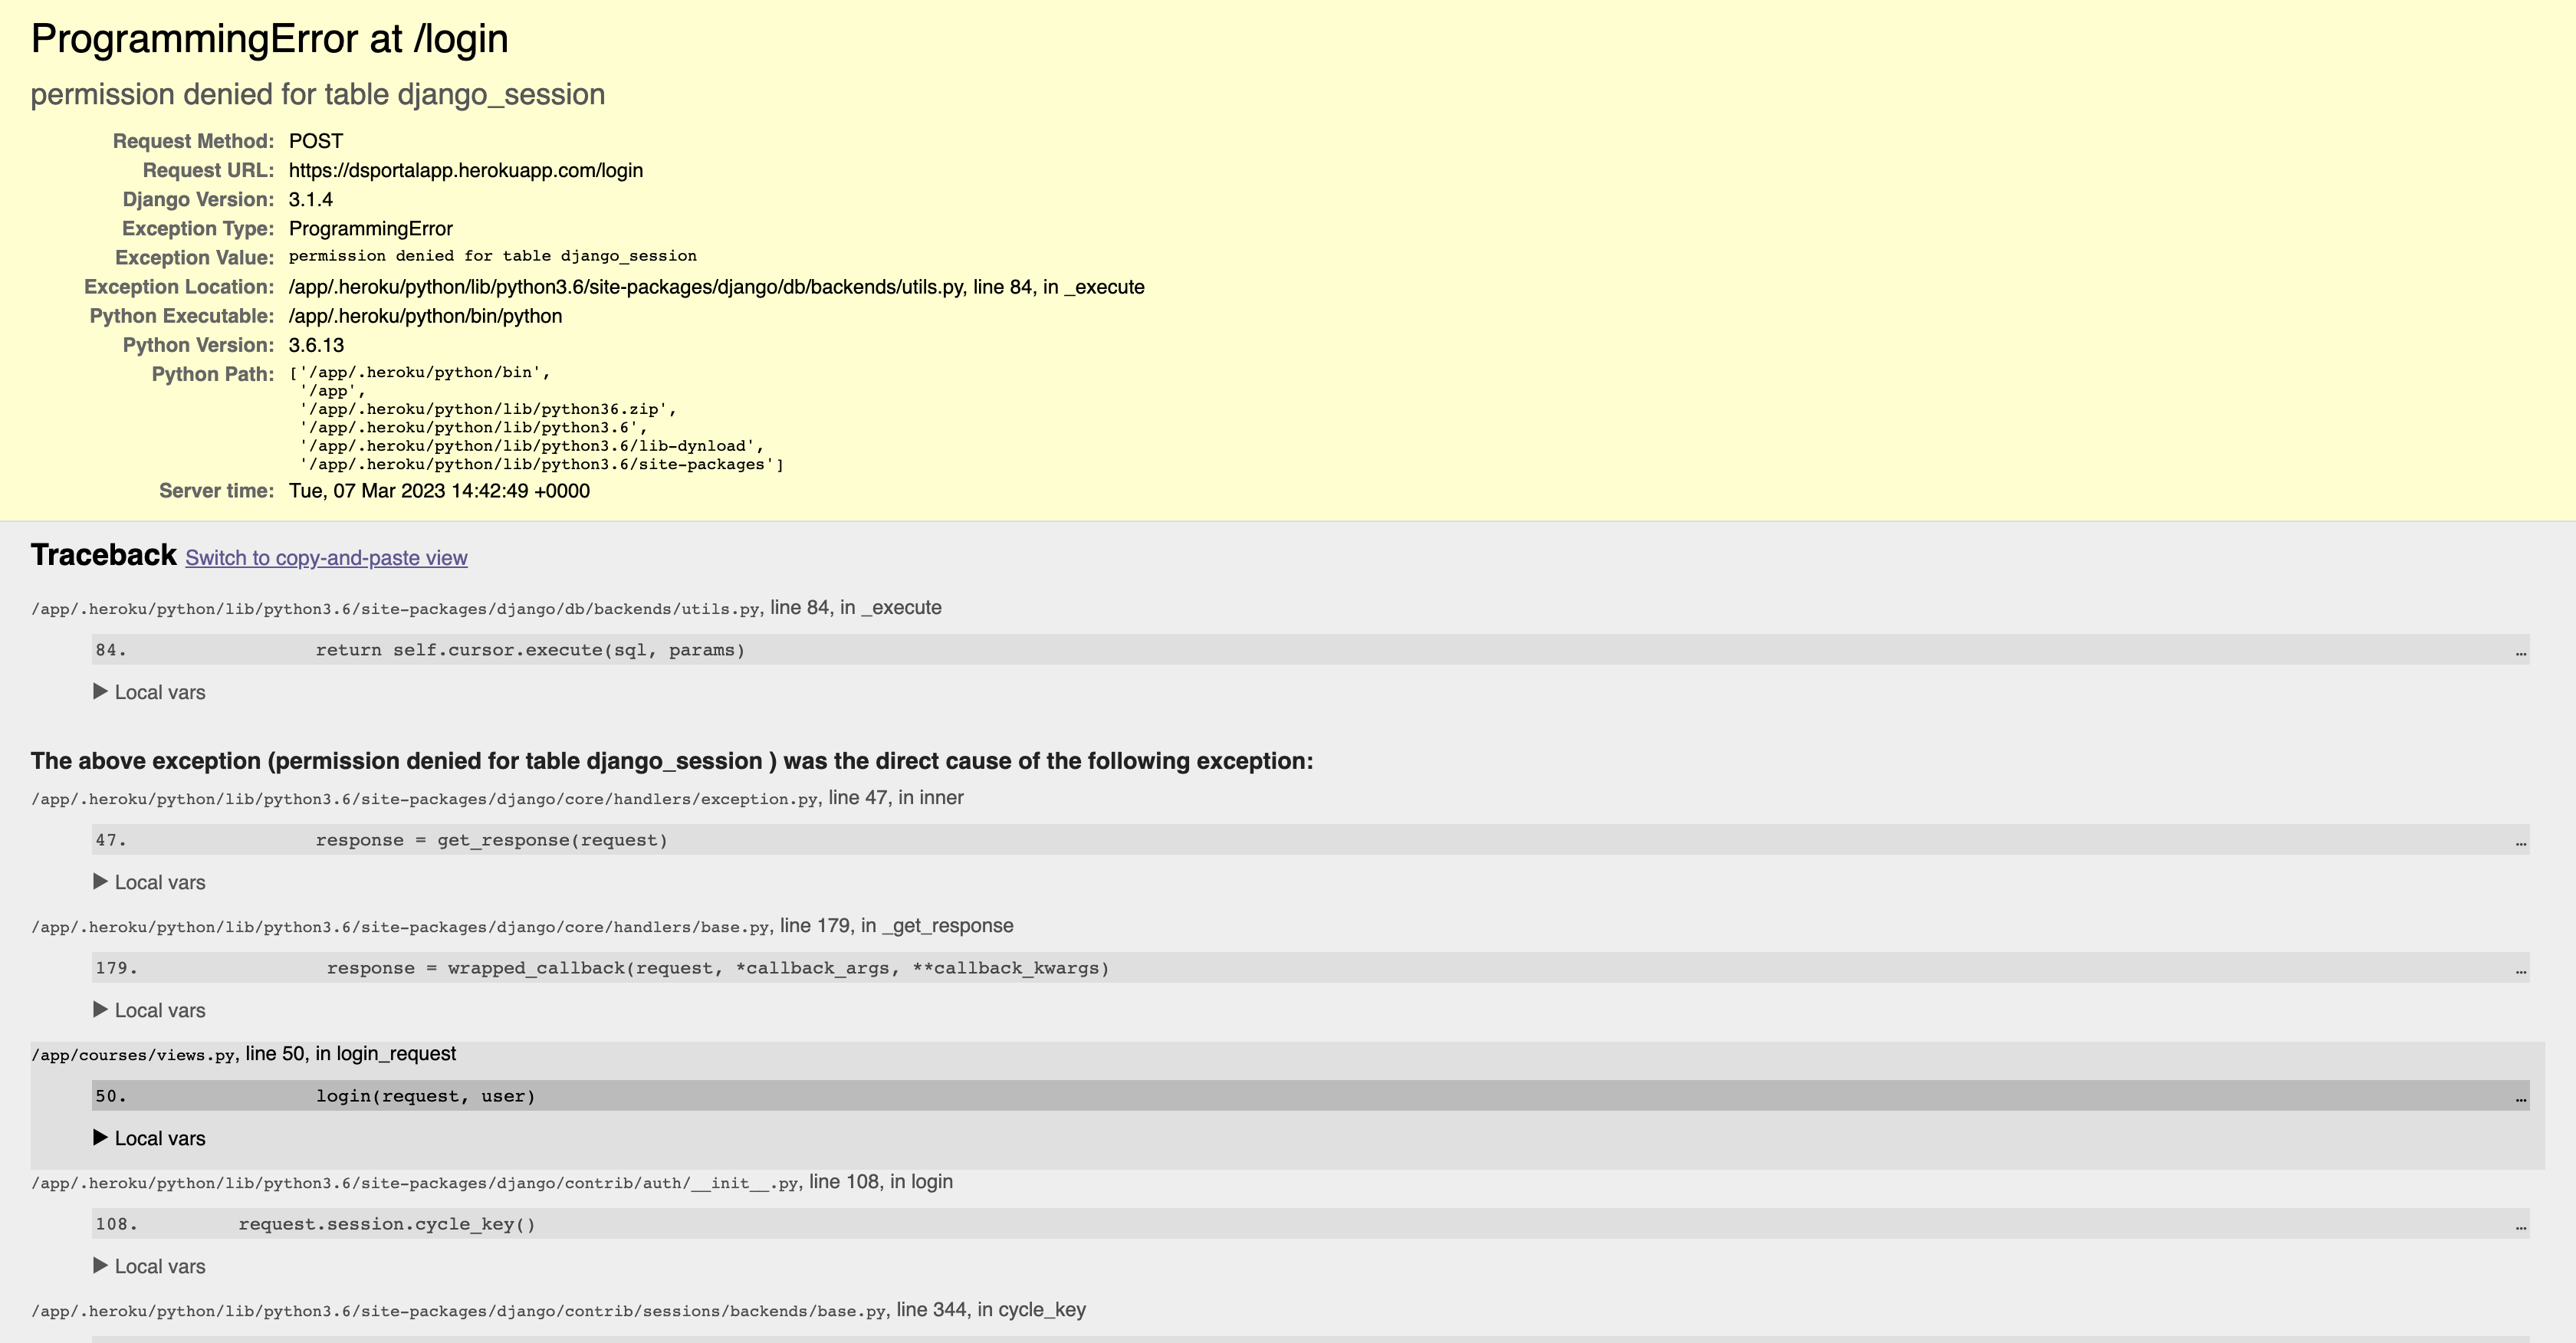 ProgrammingError at /login
permission denied for table django_session
Request Method: POST
Request URL: https://dsportalapp.herokuapp.com/login
Django Version: 3.1.4
Exception Type: ProgrammingError
Exception Value: permission denied for table django_session
Exception Location: /app/.heroku/python/lib/python3.6/site-packages/django/db/backends/utils.py, line 84, in _execute
Python Executable: /app/.heroku/python/bin/python
Python Version: 3.6.13
Python Path: ['/app/.heroku/python/bin',
'/app',
'/app/.heroku/python/lib/python36.zip',
'/app/.heroku/python/lib/python3.6',
'/app/.heroku/python/lib/python3.6/lib-dynload',
'/app/.heroku/python/lib/python3.6/site-packages']
Server time: Tue, 07 Mar 2023 14:42:49 +0000
Traceback Switch to copy-and-paste view
/app/.heroku/python/lib/python3.6/site-packages/django/db/backends/utils.py, line 84, in _execute
84. return self.cursor.execute(sql, params) …
▶ Local vars
The above exception (permission denied for table django_session ) was the direct cause of the following exception:
/app/.heroku/python/lib/python3.6/site-packages/django/core/handlers/exception.py, line 47, in inner
47. response = get_response(request) …
▶ Local vars
/app/.heroku/python/lib/python3.6/site-packages/django/core/handlers/base.py, line 179, in _get_response
179. response = wrapped_callback(request, *callback_args, **callback_kwargs) …
▶ Local vars
/app/courses/views.py, line 50, in login_request
50. login(request, user) …
▶ Local vars
/app/.heroku/python/lib/python3.6/site-packages/django/contrib/auth/__init__.py, line 108, in login
108. request.session.cycle_key() …
▶ Local vars
/app/.heroku/python/lib/python3.6/site-packages/django/contrib/sessions/backends/base.py, line 344, in cycle_key